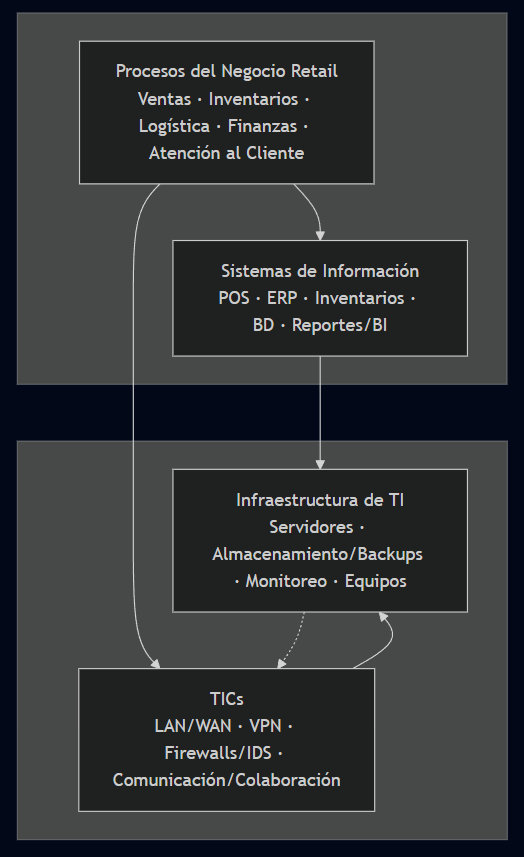 Procesos del Negocio Retail
Ventas · Inventarios ·
Logística · Finanzas ·
Atención al Cliente
Sistemas de Información
POS · ERP · Inventarios ·
BD · Reportes/BI
Infraestructura de TI
Servidores ·
Almacenamiento/Backups
· Monitoreo · Equipos
TICs
LAN/WAN · VPN ·
Firewalls/IDS ·
Comunicación/Colaboración